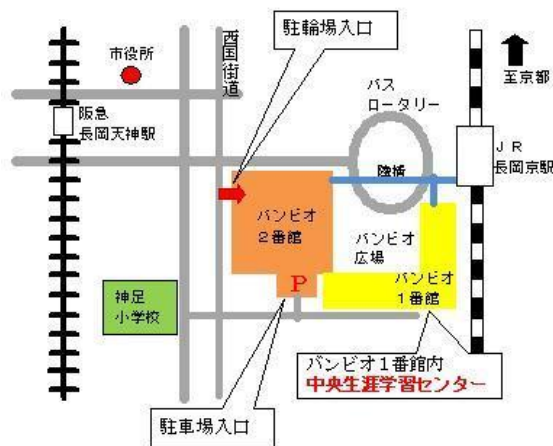 駐輪場入口
西国街道
市役所
バス
ロータリー
至京都
阪急
長岡天神駅
ＪＲ
長岡京駅
陸橋
バンビオ
２番館
バンビオ
広場
バンビオ
１番館
P
神足
小学校
バンビオ１番館内
中央生涯学習センター
駐車場入口